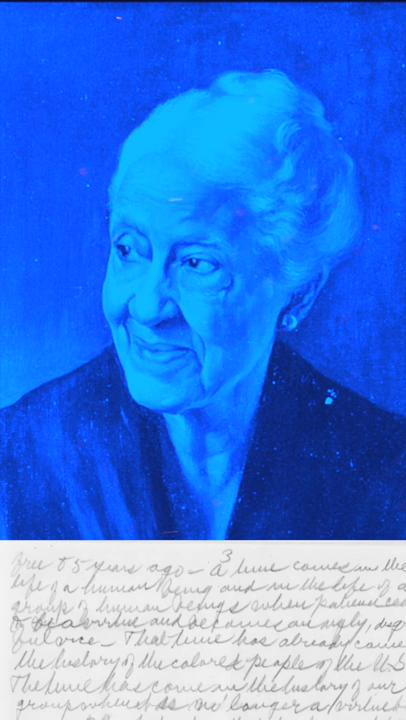 free 85 years ago - a time comes in the
life of a human being and in the life of a
group of human beings when patience cea
to be a virtue and becomes an ugly,
ful vice - That time has already come
the history of the colored people of the U.S
The time has come in the history of our
group when it is no longer a virtue